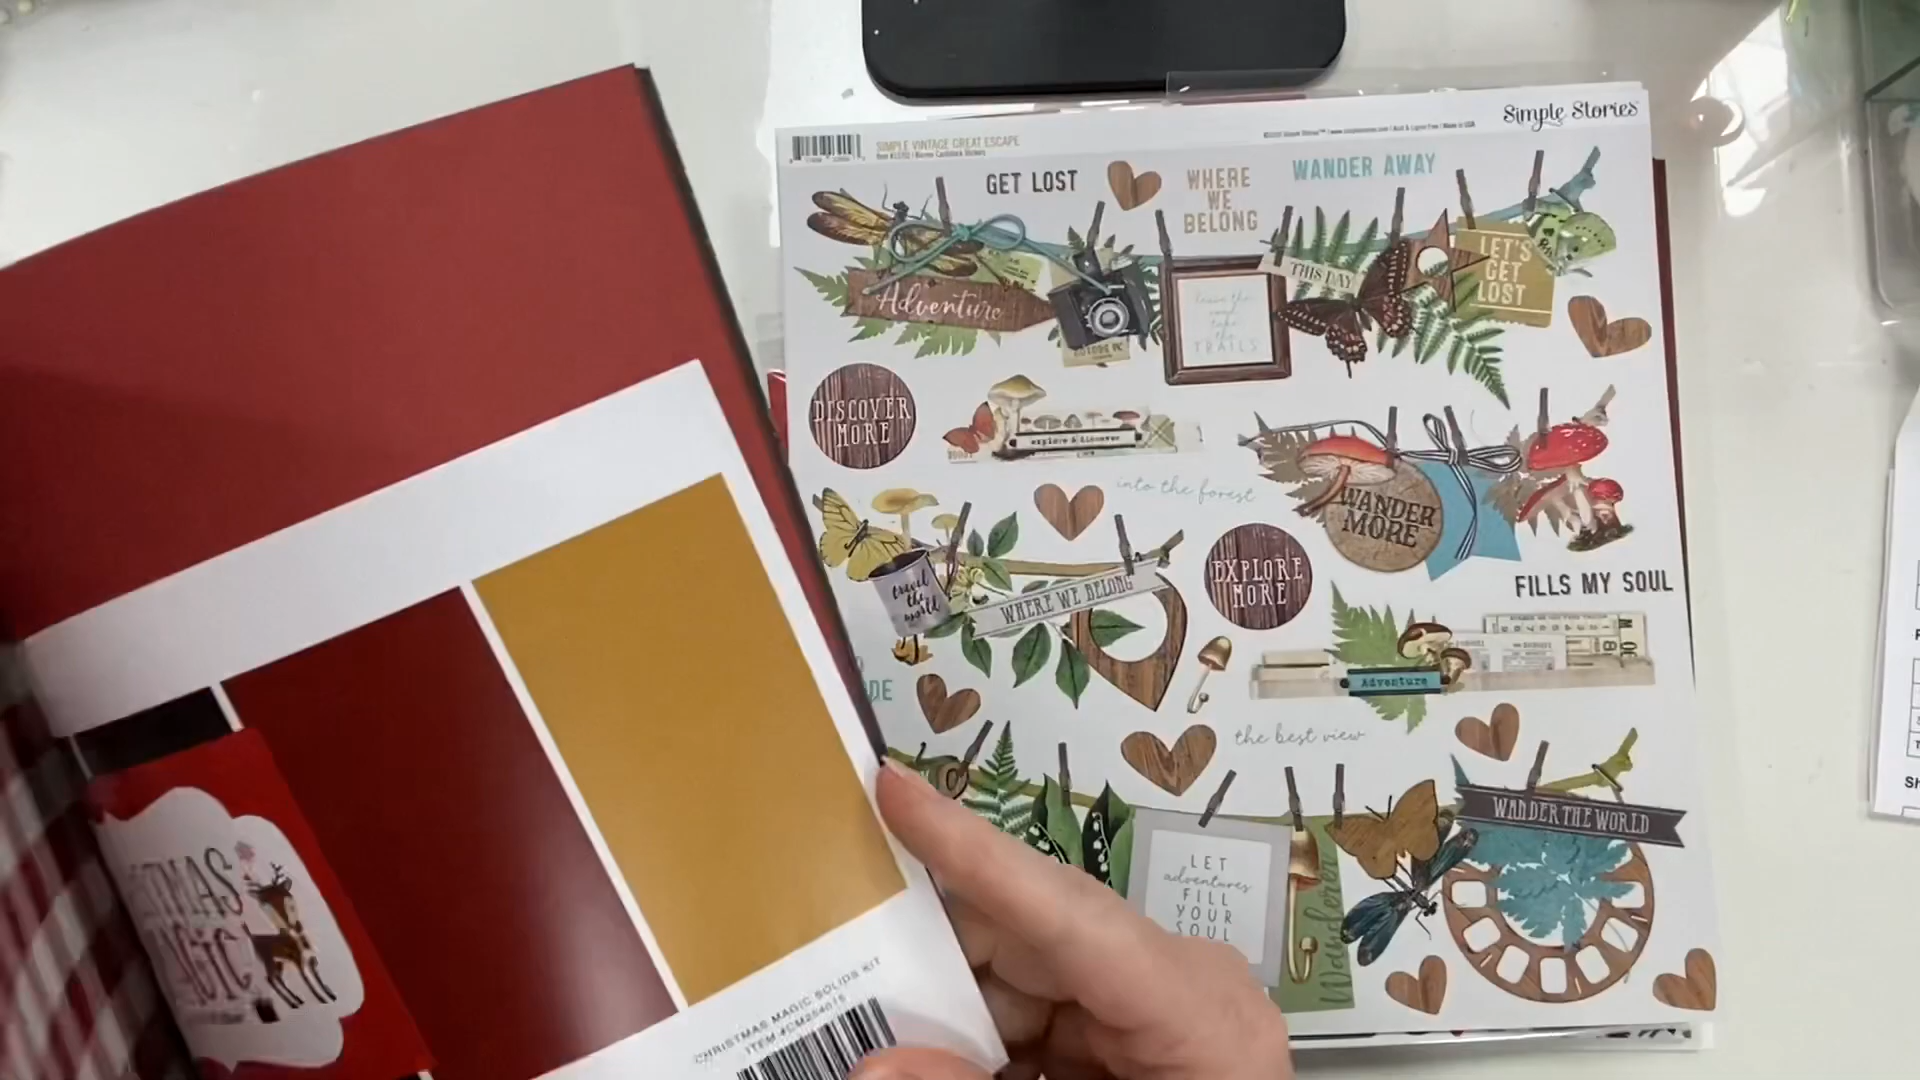 Simple Stories
SIMPLE VINTAGE GREAT ESCAPE
GET LOST
WHERE
WE
BELONG
WANDER AWAY
Adventure
THIS DAY
LET'S
GET
LOST
TRAILS
DISCOVER
MORE
explore & discover
into the forest
WANDER
MORE
travel
the
world
WHERE WE BELONG
EXPLORE
MORE
FILLS MY SOUL
Adventure
the best view
WANDER THE WORLD
LET
adventures
FILL
YOUR
SOUL
Wanderer
CHRISTMAS MAGIC SOLIDS KIT